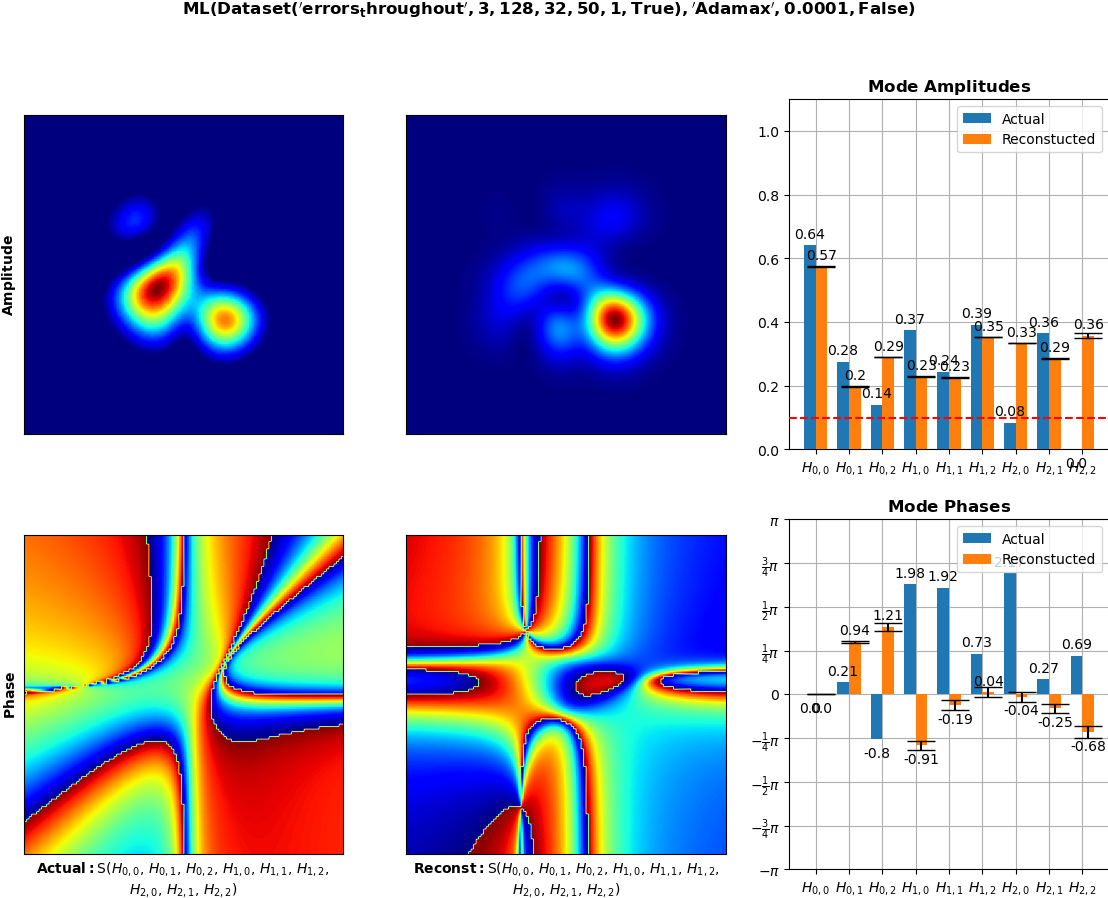 ML(Dataset('errors_throughout', 3, 128, 32, 50, 1, True), 'Adamax', 0.0001, False)
Amplitude
Mode Amplitudes
Actual
Reconstucted
1.0
0.8
0.6
0.4
0.2
0.0
0.64
0.57
0.28
0.2
0.14
0.29
0.37
0.23
0.24
0.23
0.39
0.35
0.08
0.33
0.36
0.29
0.0
0.36
H0,0 H0,1 H0,2 H1,0 H1,1 H1,2 H2,0 H2,1 H2,2
Phase
Actual: S(H0,0, H0,1, H0,2, H1,0, H1,1, H1,2,
H2,0, H2,1, H2,2)
Reconst: S(H0,0, H0,1, H0,2, H1,0, H1,1, H1,2,
H2,0, H2,1, H2,2)
Mode Phases
Actual
Reconstucted
π
3/4π
1/2π
1/4π
0
−1/4π
−1/2π
−3/4π
−π
0.0
0.0
0.21
0.94
-0.8
1.21
1.98
-0.91
1.92
-0.19
0.73
0.04
-0.04
0.27
-0.25
0.69
-0.68
H0,0 H0,1 H0,2 H1,0 H1,1 H1,2 H2,0 H2,1 H2,2